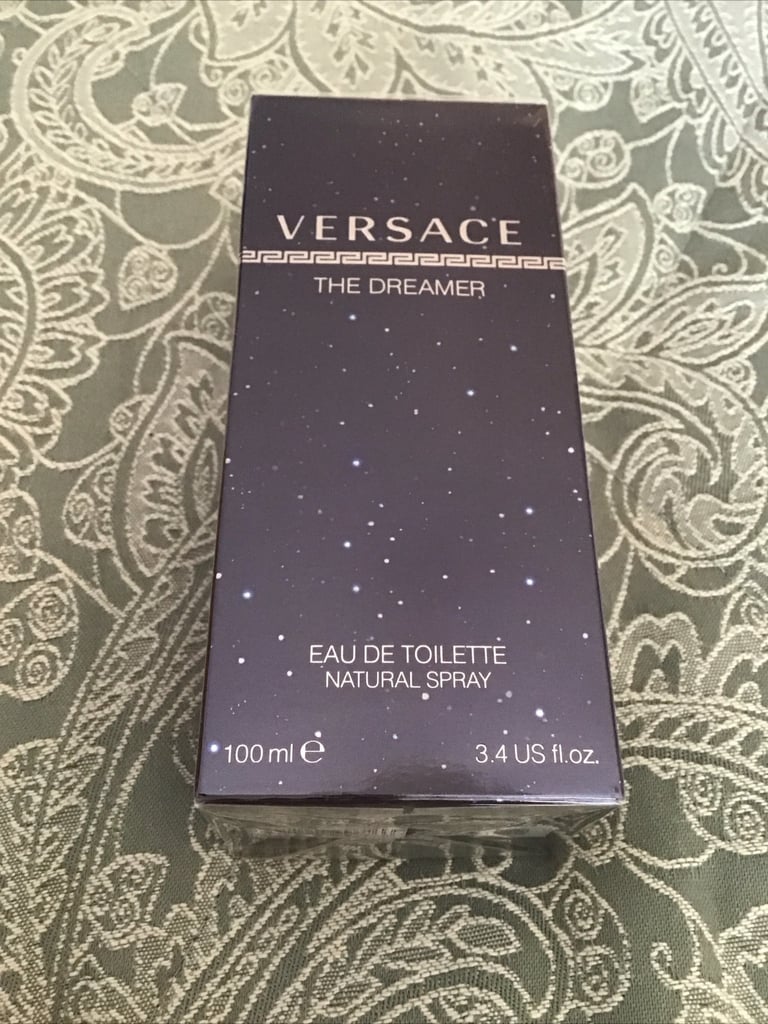 VERSACE
THE DREAMER
EAU DE TOILETTE
NATURAL SPRAY
100 ml ℮ 3.4 US fl.oz.